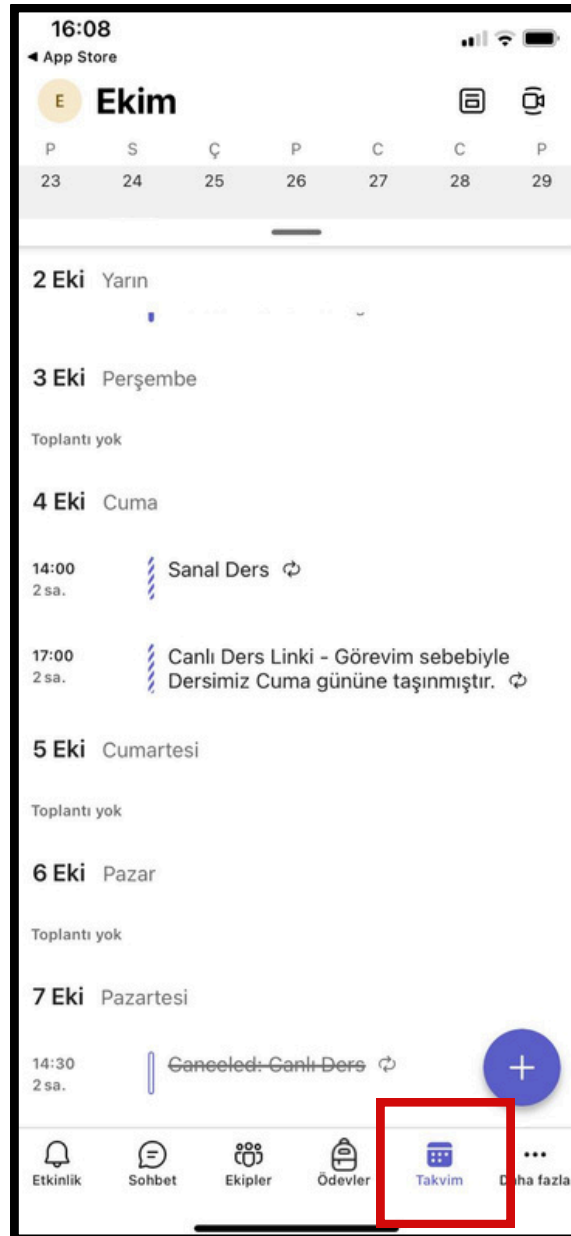 16:08
◀ App Store
E Ekim
P S Ç P C C P
23 24 25 26 27 28 29
2 Eki Yarın
3 Eki Perşembe
Toplantı yok
4 Eki Cuma
14:00 Sanal Ders
2 sa.
17:00 Canlı Ders Linki - Görevim sebebiyle
2 sa. Dersimiz Cuma gününe taşınmıştır.
5 Eki Cumartesi
Toplantı yok
6 Eki Pazar
Toplantı yok
7 Eki Pazartesi
14:30 Canceled: Canlı Ders
2 sa.
Etkinlik Sohbet Ekipler Ödevler Takvim Daha fazla